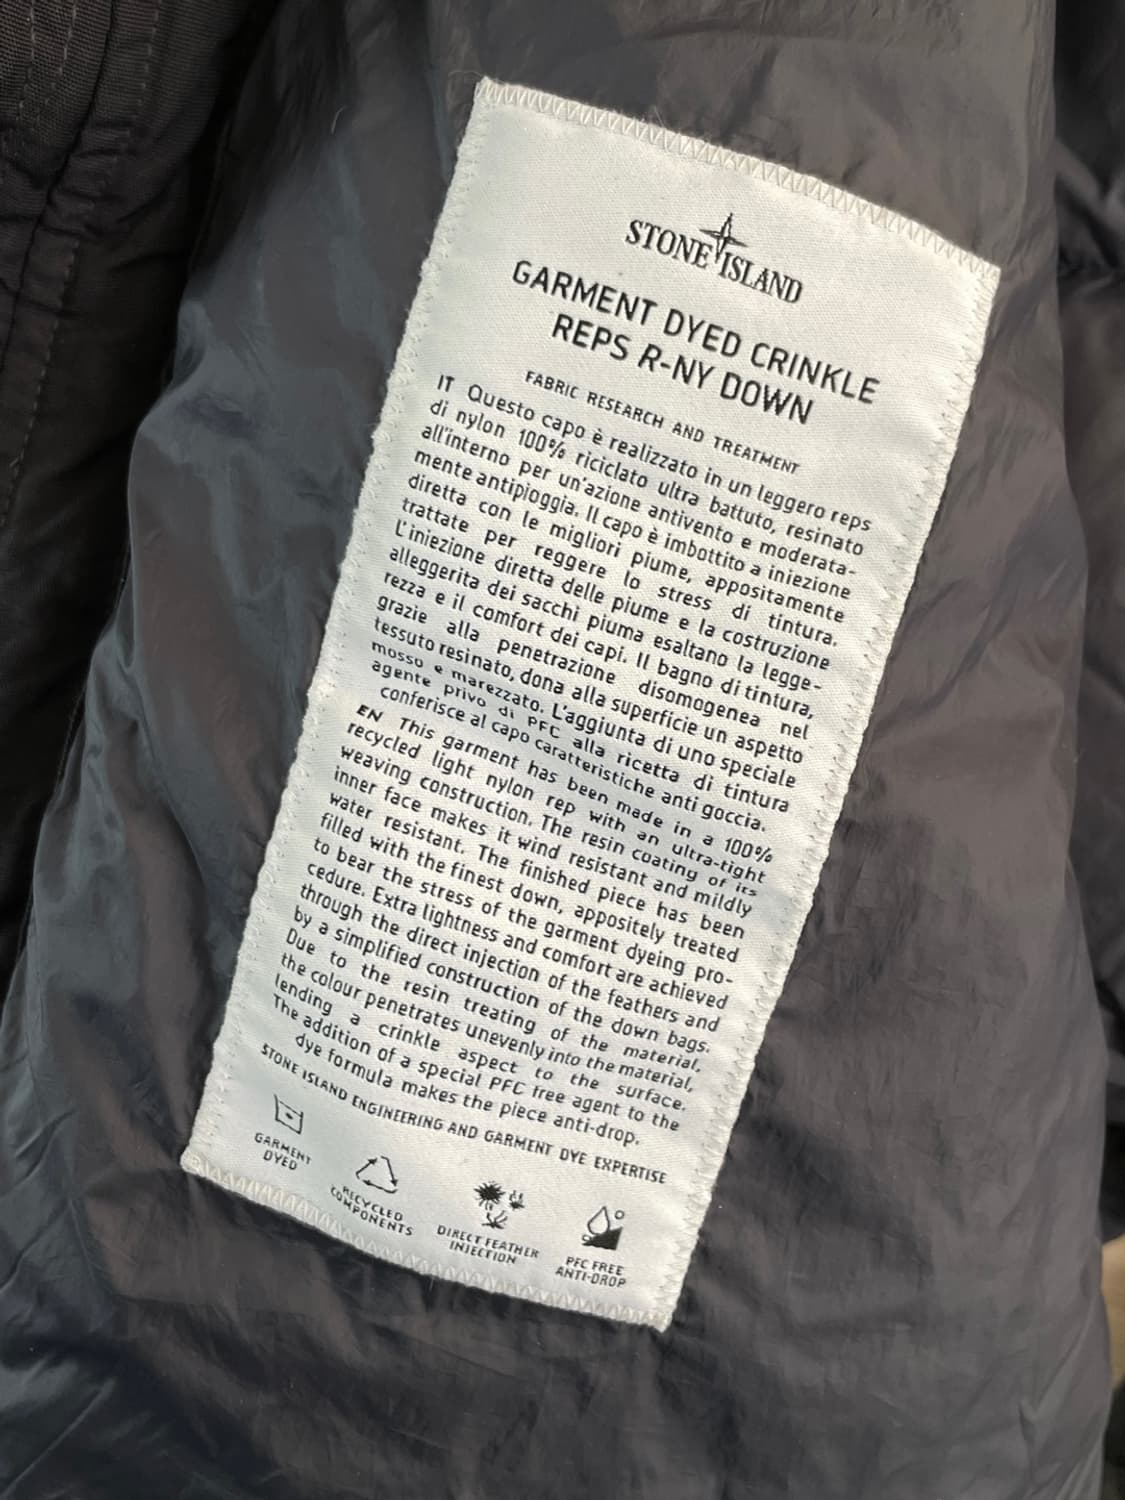 STONE ISLAND
GARMENT DYED CRINKLE
REPS R-NY DOWN
FABRIC RESEARCH AND TREATMENT
IT Questo capo è realizzato in un leggero reps
di nylon 100% riciclato ultra battuto, resinato
all'interno per un'azione antivento e moderata-
mente antipioggia. Il capo è imbottito a iniezione
diretta con le migliori piume, appositamente
trattate per reggere lo stress di tintura.
L'iniezione diretta delle piume e la costruzione
alleggerita dei sacchi piuma esaltano la legge-
rezza e il comfort dei capi. Il bagno di tintura,
grazie alla penetrazione disomogenea nel
tessuto resinato, dona alla superficie un aspetto
mosso e marezzato. L'aggiunta di uno speciale
agente privo di PFC alla ricetta di tintura
conferisce al capo caratteristiche anti goccia.
EN This garment has been made in a 100%
recycled light nylon rep with an ultra-tight
weaving construction. The resin coating of its
inner face makes it wind resistant and mildly
water resistant. The finished piece has been
filled with the finest down, appositely treated
to bear the stress of the garment dyeing pro-
cedure. Extra lightness and comfort are achieved
through the direct injection of the feathers and
by a simplified construction of the down bags.
Due to the resin treating of the material,
the colour penetrates unevenly into the material,
lending a crinkle aspect to the surface.
The addition of a special PFC free agent to the
dye formula makes the piece anti-drop.
STONE ISLAND ENGINEERING AND GARMENT DYE EXPERTISE
GARMENT
DYED
RECYCLED
COMPONENTS
DIRECT FEATHER
INJECTION
PFC FREE
ANTI-DROP